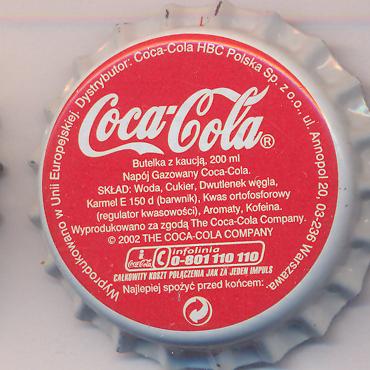 Wyprodukowano w Unii Europejskiej. Dystrybutor: Coca-Cola HBC Polska Sp. z o.o., ul. Annopol 20, 03-236 Warszawa.
Coca-Cola®
Butelka z kaucją, 200 ml
Napój Gazowany Coca-Cola.
SKŁAD: Woda, Cukier, Dwutlenek węgla,
Karmel E 150 d (barwnik), Kwas ortofosforowy
(regulator kwasowości), Aromaty, Kofeina.
Wyprodukowano za zgodą The Coca-Cola Company.
© 2002 THE COCA-COLA COMPANY
infolinia
Coca-Cola 0-801 110 110
CAŁKOWITY KOSZT POŁĄCZENIA JAK ZA JEDEN IMPULS
Najlepiej spożyć przed końcem: